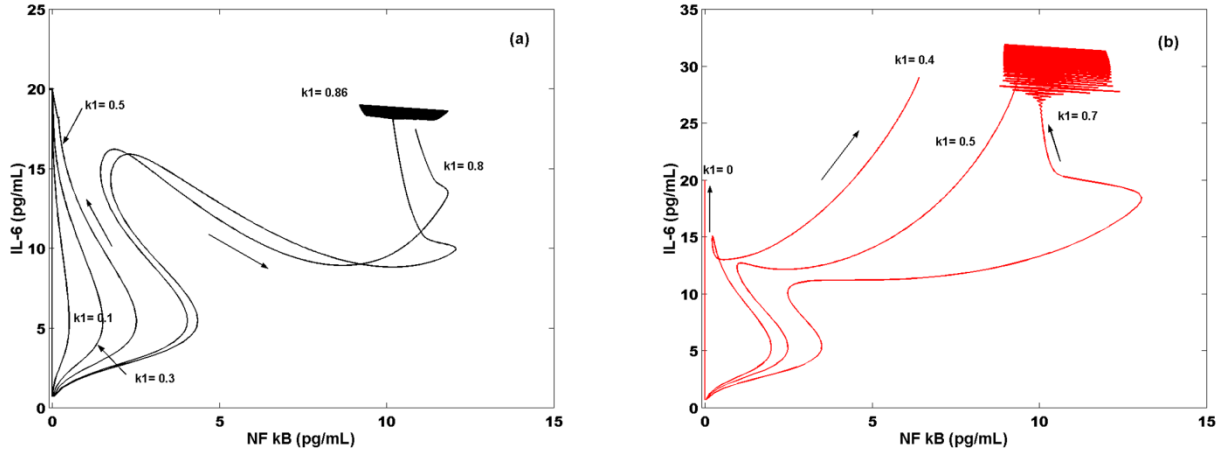 25
20
15
10
5
0
IL-6 (pg/mL)
0
5
10
15
NF kB (pg/mL)
(a)
k1= 0.5
k1= 0.86
k1= 0.8
k1= 0.1
k1= 0.3
35
30
25
20
15
10
5
0
IL-6 (pg/mL)
0
5
10
15
NF kB (pg/mL)
(b)
k1= 0.4
k1= 0.7
k1= 0.5
k1= 0